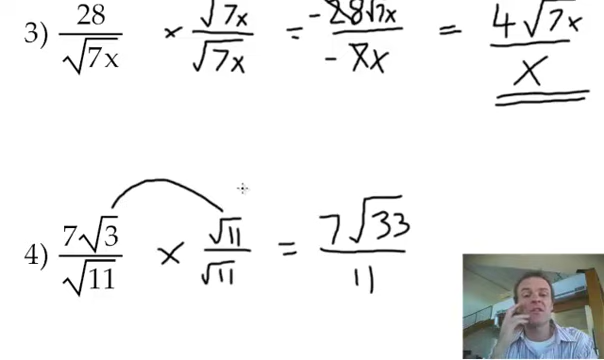 3) 28/√7x × √7x/√7x = 28√7x/7x = 4√7x/x
4) 7√3/√11 × √11/√11 = 7√33/11